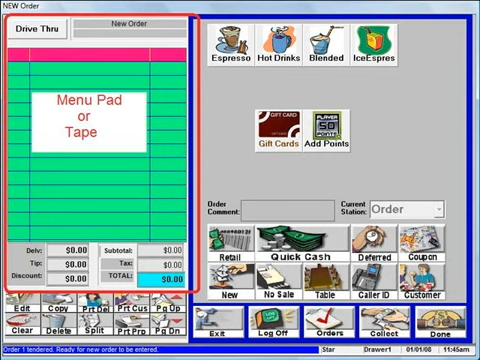 NEW Order
Drive Thru
New Order
Menu Pad
or
Tape
Delv: $0.00
Tip: $0.00
Discount: $0.00
Subtotal: $0.00
Tax: $0.00
TOTAL: $0.00
Edit Copy Prt Del Prt Cus Pg Up
Clear Delete Split Prt Prp Pg Dn
Espresso Hot Drinks Blended IceEspres
GIFT CARD
PLAYER
50
POINTS
Gift Cards Add Points
Order
Comment:
Current
Station: Order
Retail Quick Cash Deferred Coupon
New No Sale Table Caller ID Customer
Exit Log Off Orders Collect Done
Order 1 tendered. Ready for new order to be entered. Star Drawer1 01/01/08 11:45am